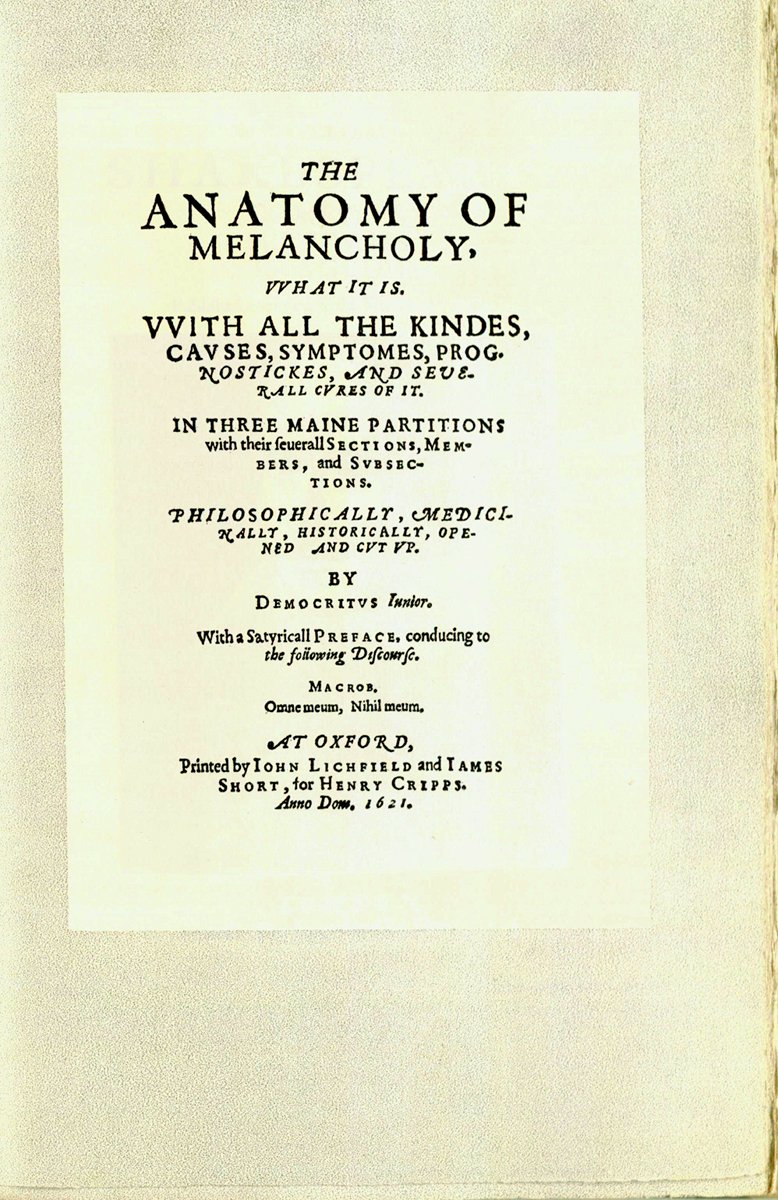 THE
ANATOMY OF
MELANCHOLY,
VVHAT IT IS.
VVITH ALL THE KINDES,
CAVSES, SYMPTOMES, PROG-
NOSTICKES, AND SEVE-
RALL CVRES OF IT.
IN THREE MAINE PARTITIONS
with their ſeuerall SECTIONS, MEM-
BERS, and SVBSEC-
TIONS.
PHILOSOPHICALLY, MEDICI-
NALLY, HISTORICALLY, OPE-
NED AND CVT VP.
BY
DEMOCRITVS Iunior.
With a Satyricall PREFACE, conducing to
the following Diſcourſe.
MACROB.
Omne meum, Nihil meum.
AT OXFORD,
Printed by IOHN LICHFIELD and IAMES
SHORT, for HENRY CRIPPS.
Anno Dom. 1621.